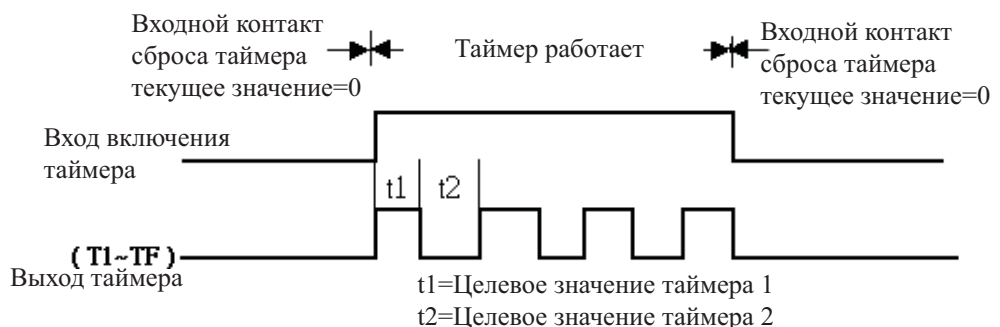 Входной контакт
сброса таймера
текущее значение=0
Таймер работает
Входной контакт
сброса таймера
текущее значение=0
Вход включения
таймера
t1
t2
( T1~TF )
Выход таймера
t1=Целевое значение таймера 1
t2=Целевое значение таймера 2